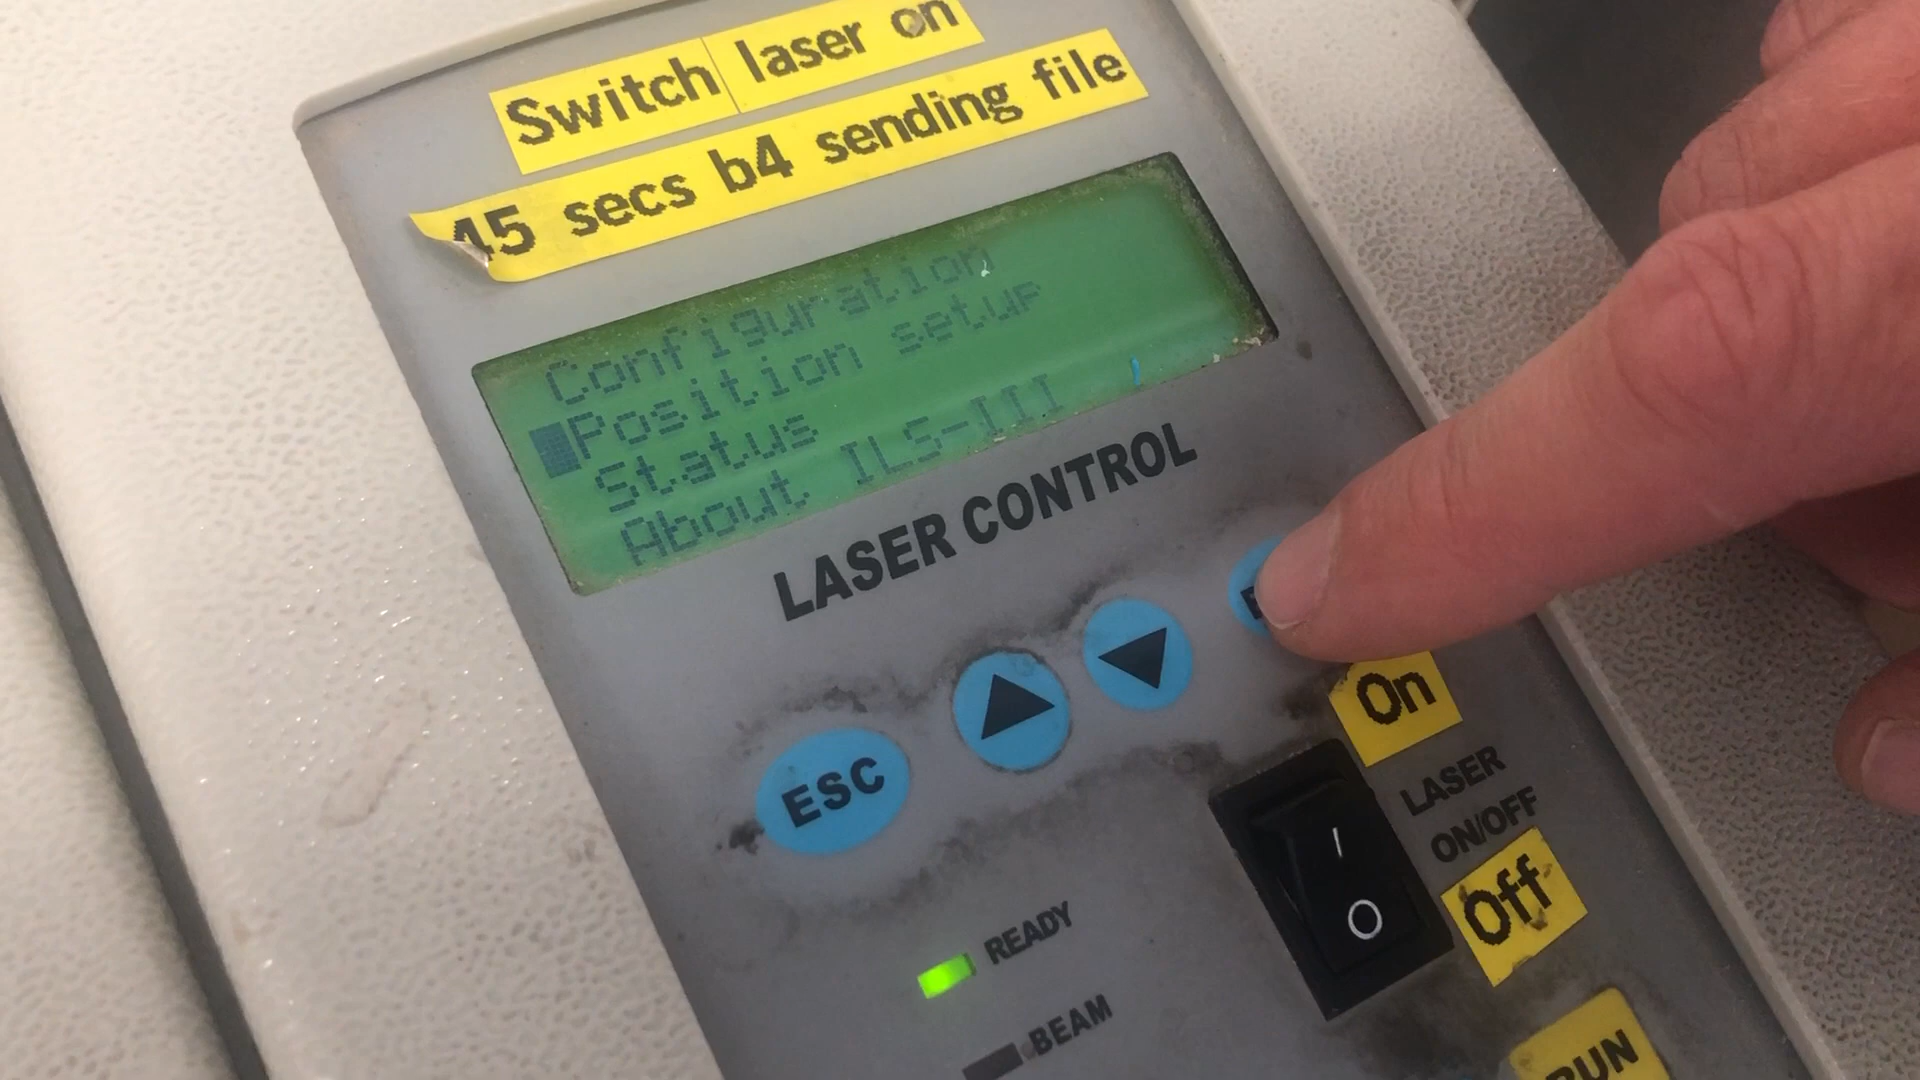 Switch laser on
45 secs b4 sending file
Configuration
Position setup
Status
About ILS-III
LASER CONTROL
ESC
On
LASER
ON/OFF
Off
READY
BEAM
RUN